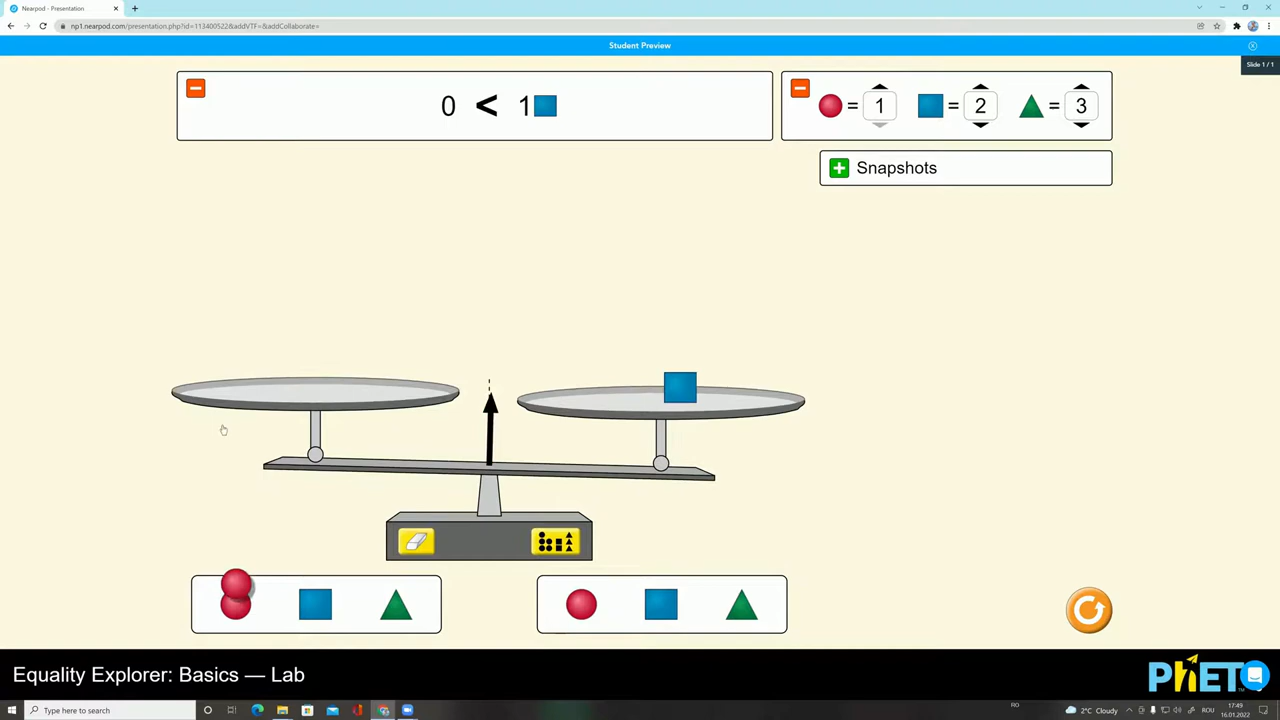 Nearpod - Presentation
np1.nearpod.com/presentation.php?id=113400522&addVTF=&addCollaborate=
Student Preview
Slide 1 / 1
0 < 1
= 1 = 2 = 3
Snapshots
Equality Explorer: Basics — Lab
PhET
Type here to search
2°C Cloudy
RO
ROU
17:49
16.01.2022